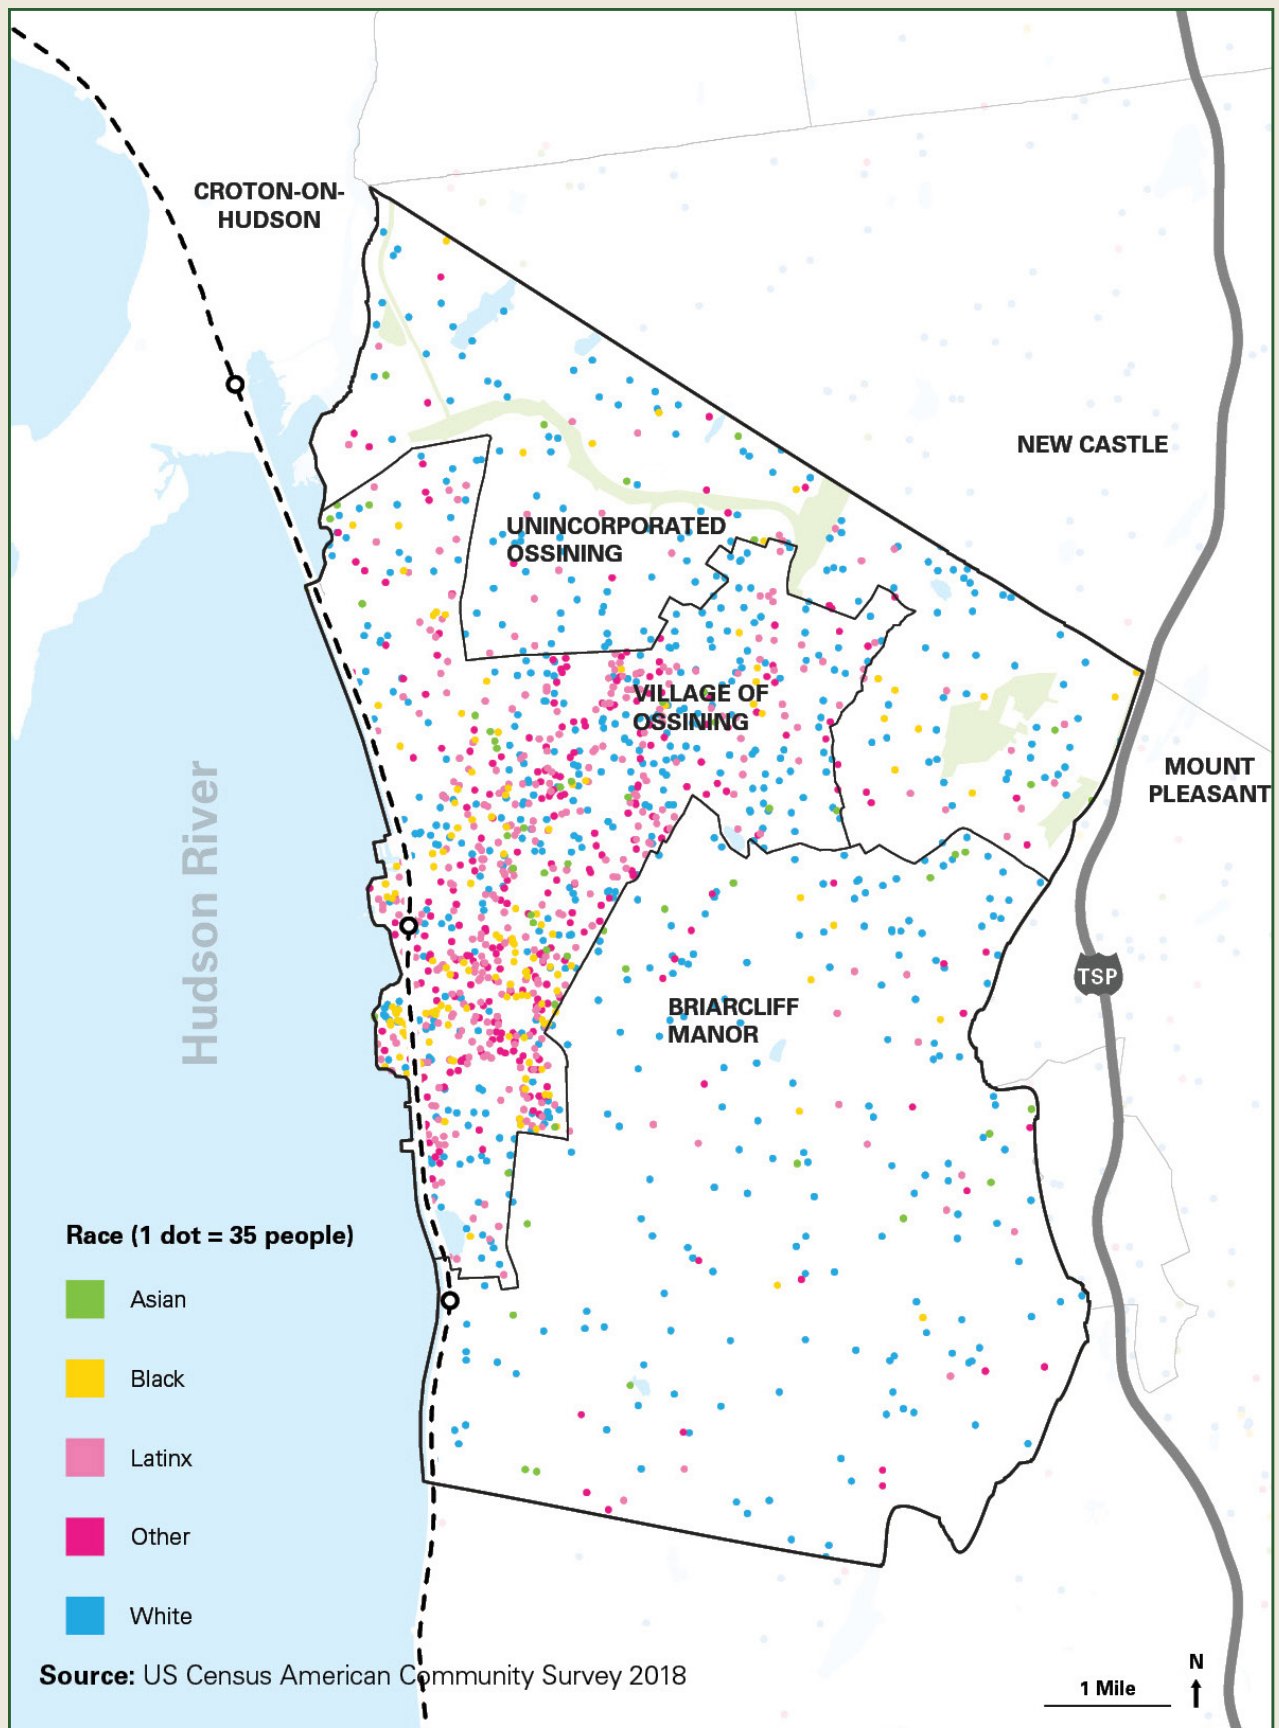 CROTON-ON-
HUDSON
NEW CASTLE
UNINCORPORATED
OSSINING
VILLAGE OF
OSSINING
MOUNT
PLEASANT
Hudson River
TSP
BRIARCLIFF
MANOR
Race (1 dot = 35 people)
Asian
Black
Latinx
Other
White
Source: US Census American Community Survey 2018
N
1 Mile